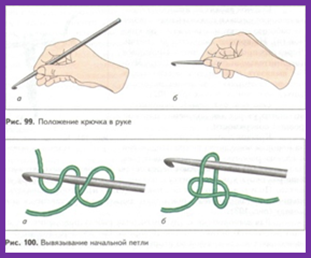 а
б
Рис. 99. Положение крючка в руке
а
б
Рис. 100. Вывязывание начальной петли